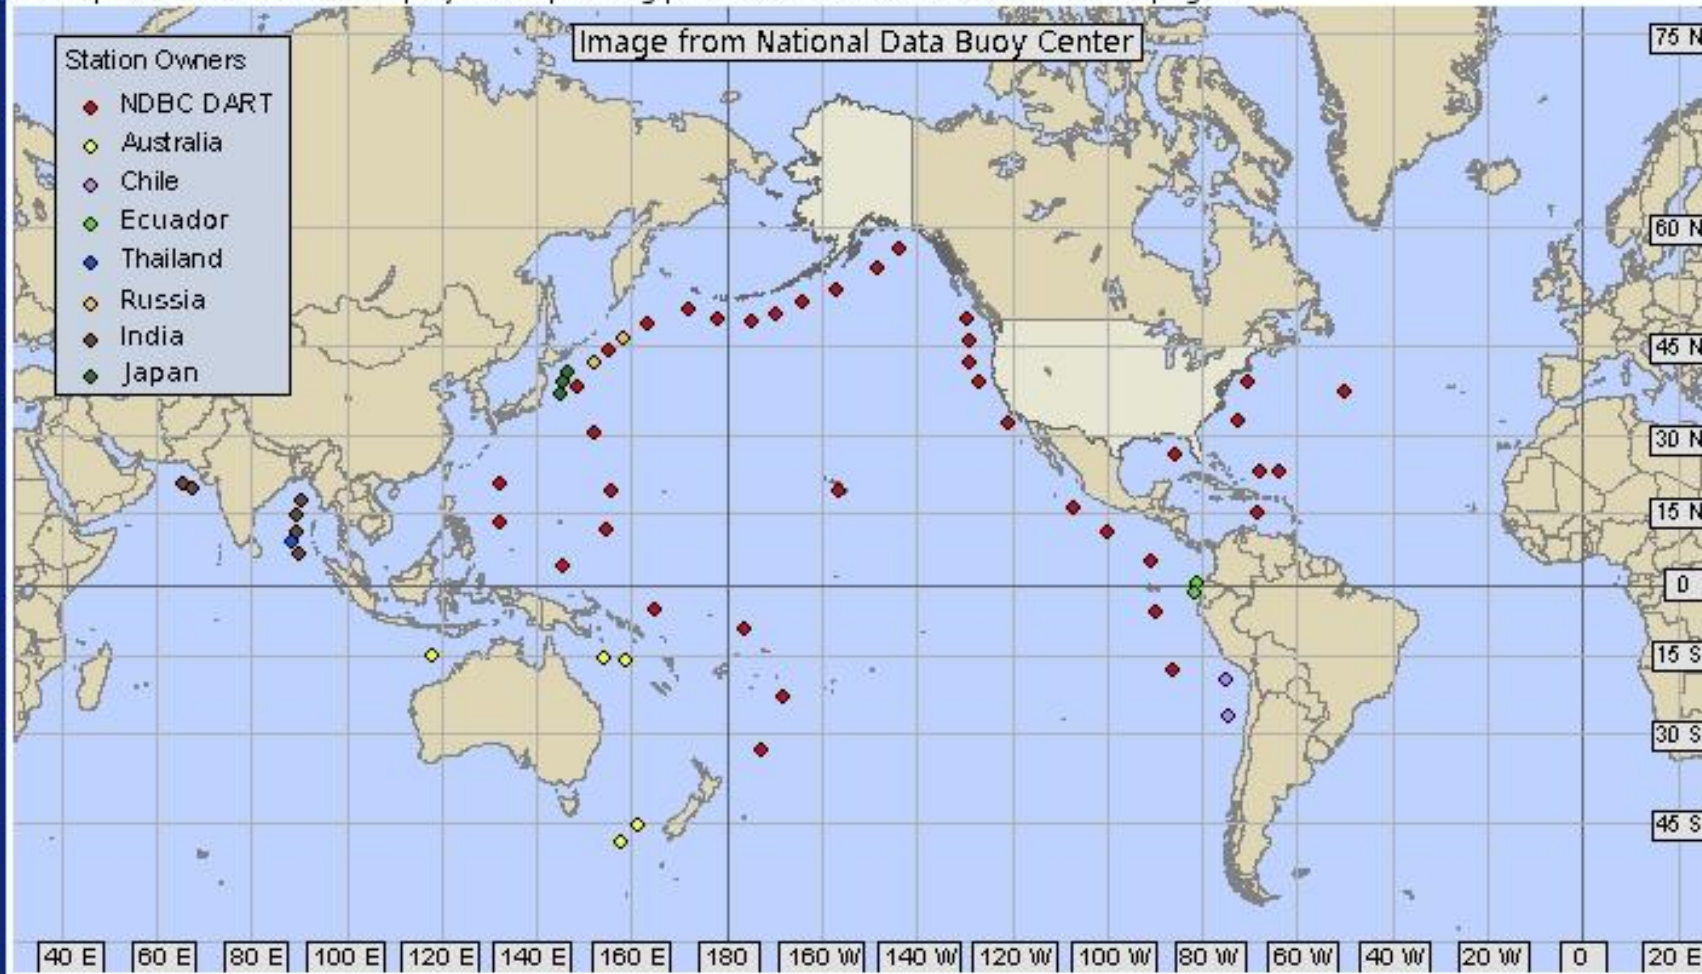 Image from National Data Buoy Center
Station Owners
NDBC DART
Australia
Chile
Ecuador
Thailand
Russia
India
Japan
75 N
60 N
45 N
30 N
15 N
0
15 S
30 S
45 S
40 E 60 E 80 E 100 E 120 E 140 E 160 E 180 160 W 140 W 120 W 100 W 80 W 60 W 40 W 20 W 0 20 E